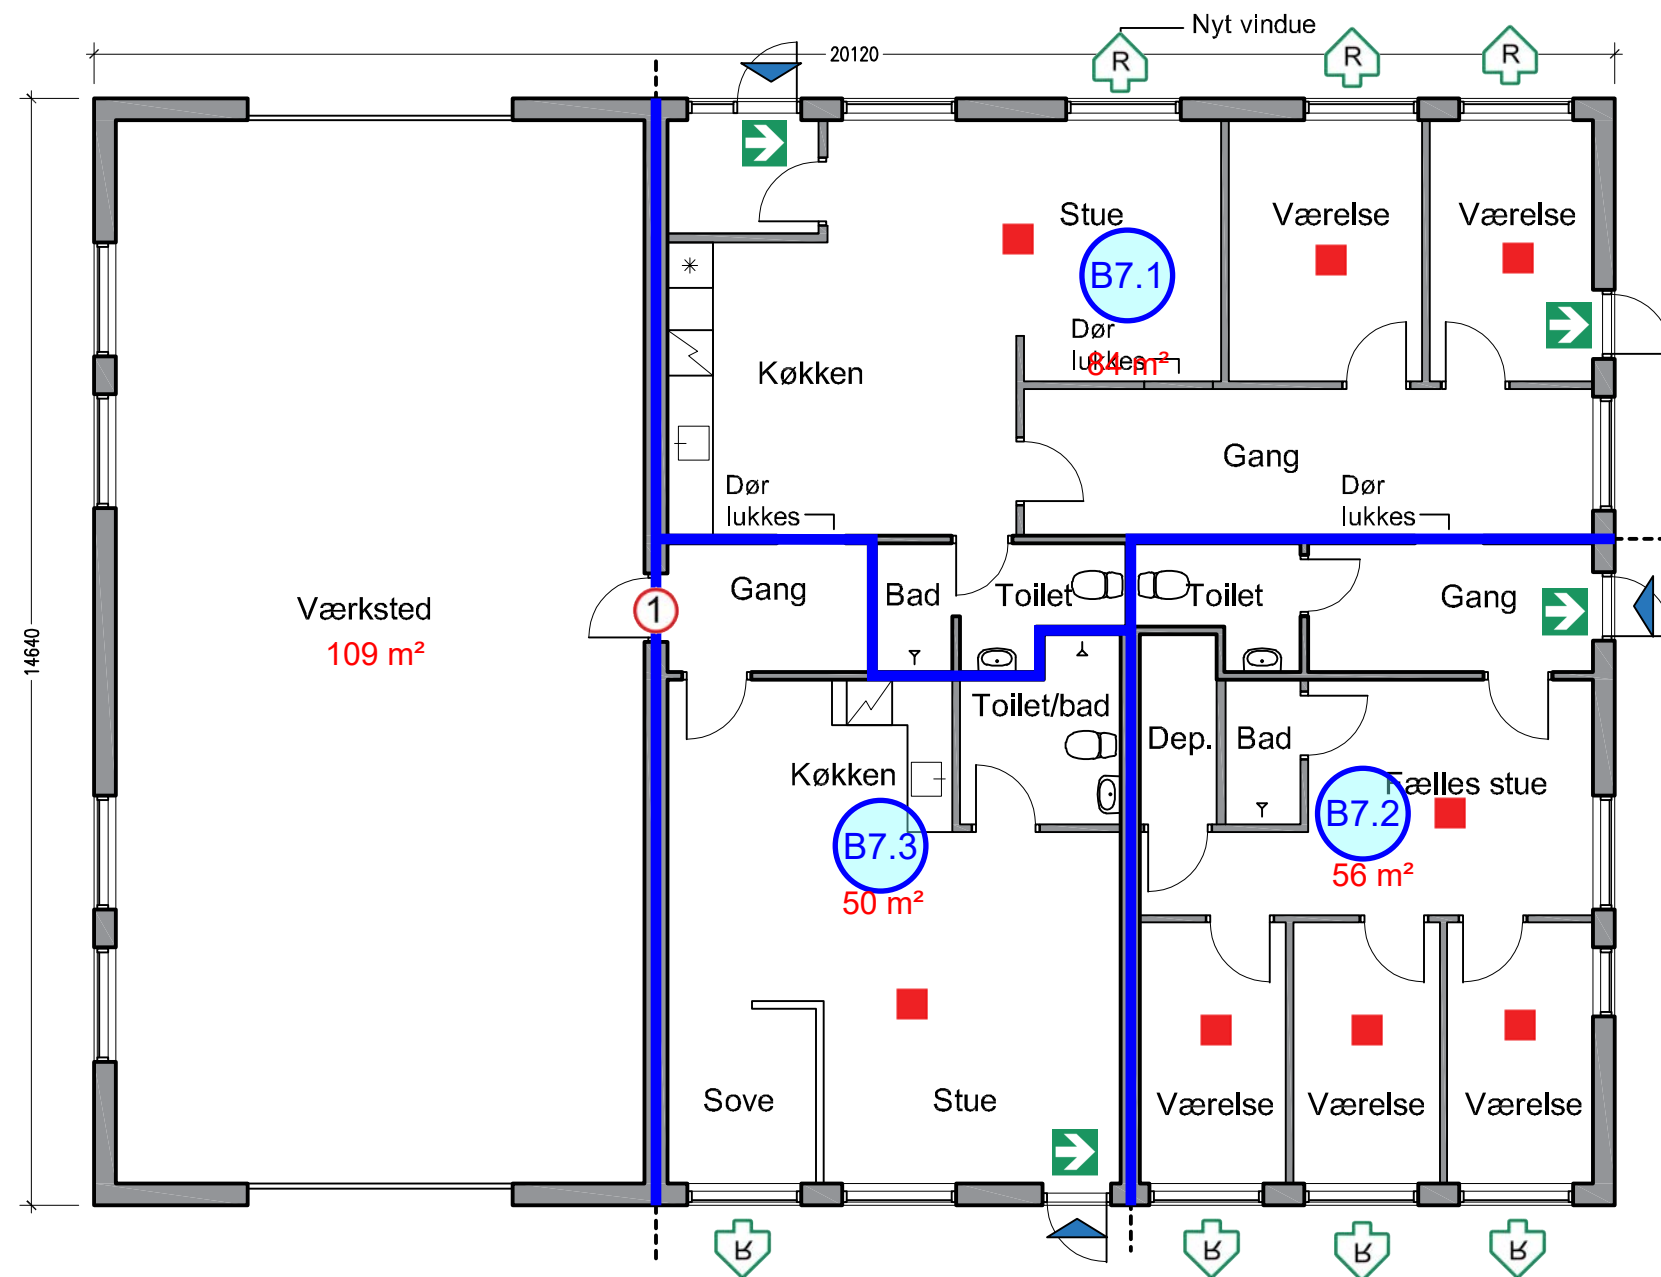 Nyt vindue
20120
R
R
R
Stue
Værelse
Værelse
B7.1
Dør
lukkes
84 m²
Køkken
Gang
Dør
lukkes
Dør
lukkes
14640
Værksted
109 m²
1
Gang
Bad
Toilet
Toilet
Gang
Toilet/bad
Dep.
Bad
Køkken
Fælles stue
B7.3
50 m²
B7.2
56 m²
Sove
Stue
Værelse
Værelse
Værelse
R
R
R
R